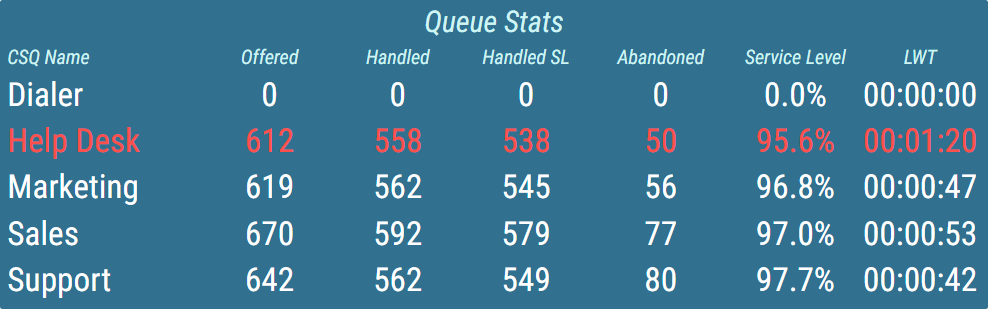 Queue Stats
CSQ Name Offered Handled Handled SL Abandoned Service Level LWT
Dialer 0 0 0 0 0.0% 00:00:00
Help Desk 612 558 538 50 95.6% 00:01:20
Marketing 619 562 545 56 96.8% 00:00:47
Sales 670 592 579 77 97.0% 00:00:53
Support 642 562 549 80 97.7% 00:00:42